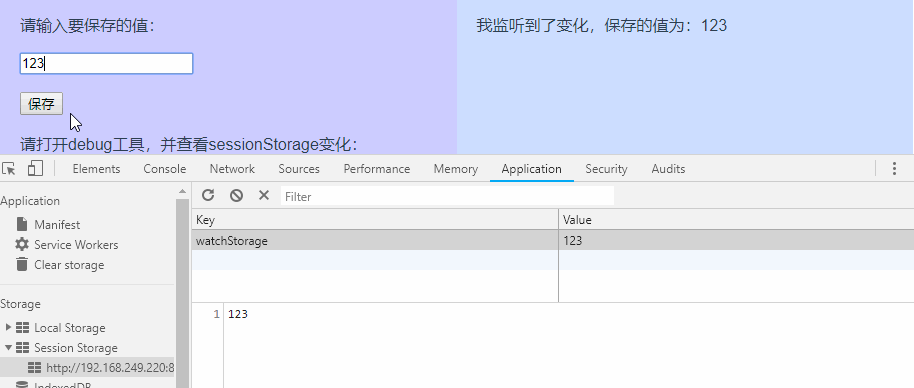 请输入要保存的值：
我监听到了变化，保存的值为：123
123
保存
请打开debug工具，并查看sessionStorage变化：
Elements Console Network Sources Performance Memory Application Security Audits
Application
Filter
Manifest
Service Workers
Clear storage
Key Value
watchStorage 123
Storage
Local Storage
Session Storage
http://192.168.249.220:8
IndexedDB
1 123